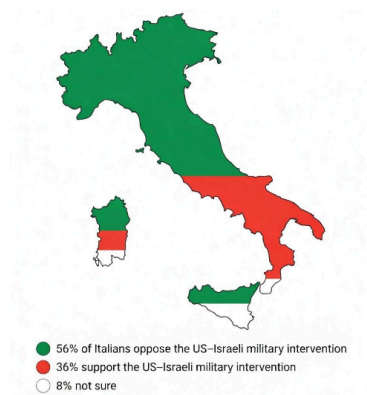 56% of Italians oppose the US–Israeli military intervention
36% support the US–Israeli military intervention
8% not sure